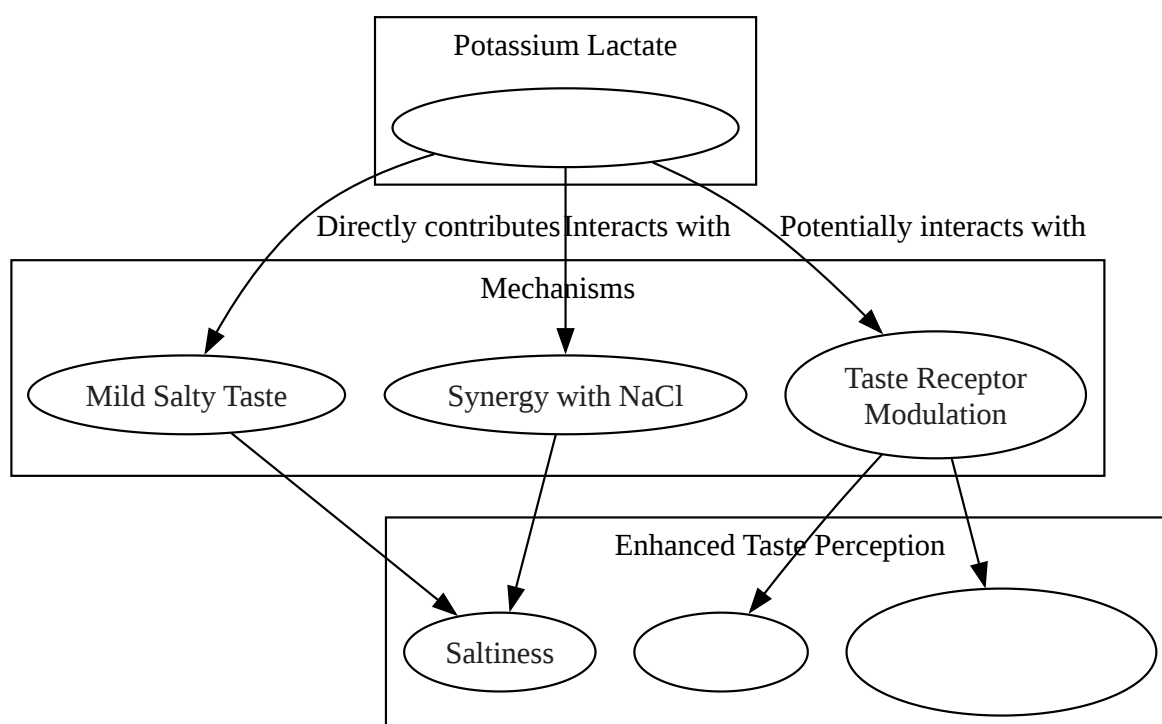 Potassium Lactate
Directly contributes
Interacts with
Potentially interacts with
Mechanisms
Mild Salty Taste
Synergy with NaCl
Taste Receptor
Modulation
Enhanced Taste Perception
Saltiness